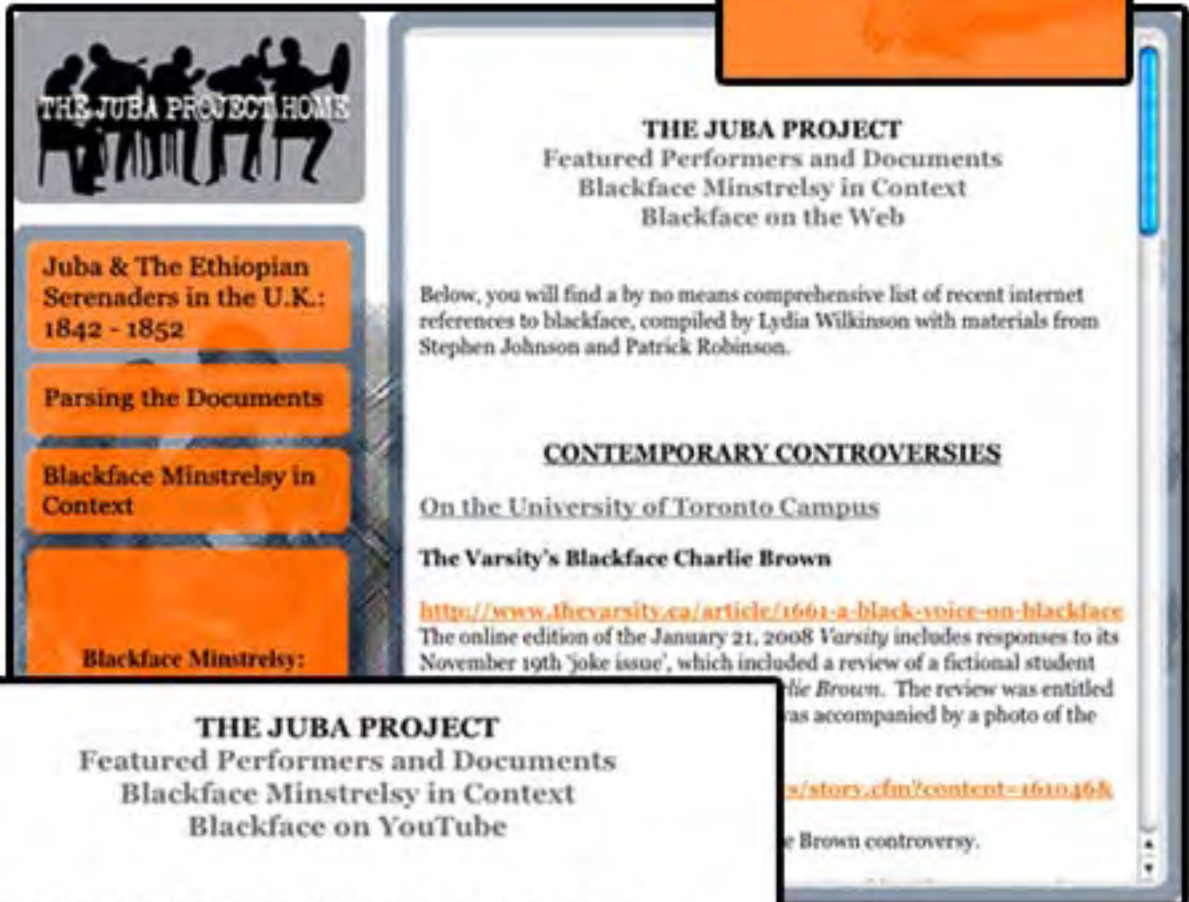 THE JUBA PROJECT HOME
Juba & The Ethiopian
Serenaders in the U.K.:
1842 - 1852
Parsing the Documents
Blackface Minstrelsy in
Context
Blackface Minstrelsy:
THE JUBA PROJECT
Featured Performers and Documents
Blackface Minstrelsy in Context
Blackface on the Web
Below, you will find a by no means comprehensive list of recent internet
references to blackface, compiled by Lydia Wilkinson with materials from
Stephen Johnson and Patrick Robinson.
CONTEMPORARY CONTROVERSIES
On the University of Toronto Campus
The Varsity's Blackface Charlie Brown
http://www.thevarsity.ca/article/1661-a-black-voice-on-blackface
The online edition of the January 21, 2008 Varsity includes responses to its
November 19th 'joke issue', which included a review of a fictional student
lie Brown. The review was entitled
as accompanied by a photo of the
s/story.cfm?content=161046&
e Brown controversy.
THE JUBA PROJECT
Featured Performers and Documents
Blackface Minstrelsy in Context
Blackface on YouTube